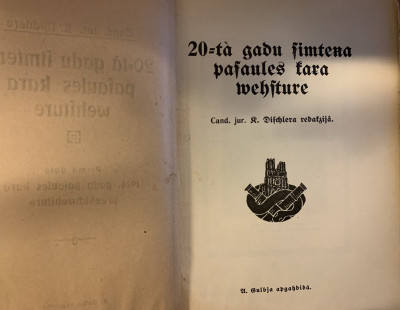 20-tà gadu ſimtena
paſaules kara
wehſture
Cand. jur. K. Diſchlera redakzijâ.
A. Gulbja apgahdibâ.